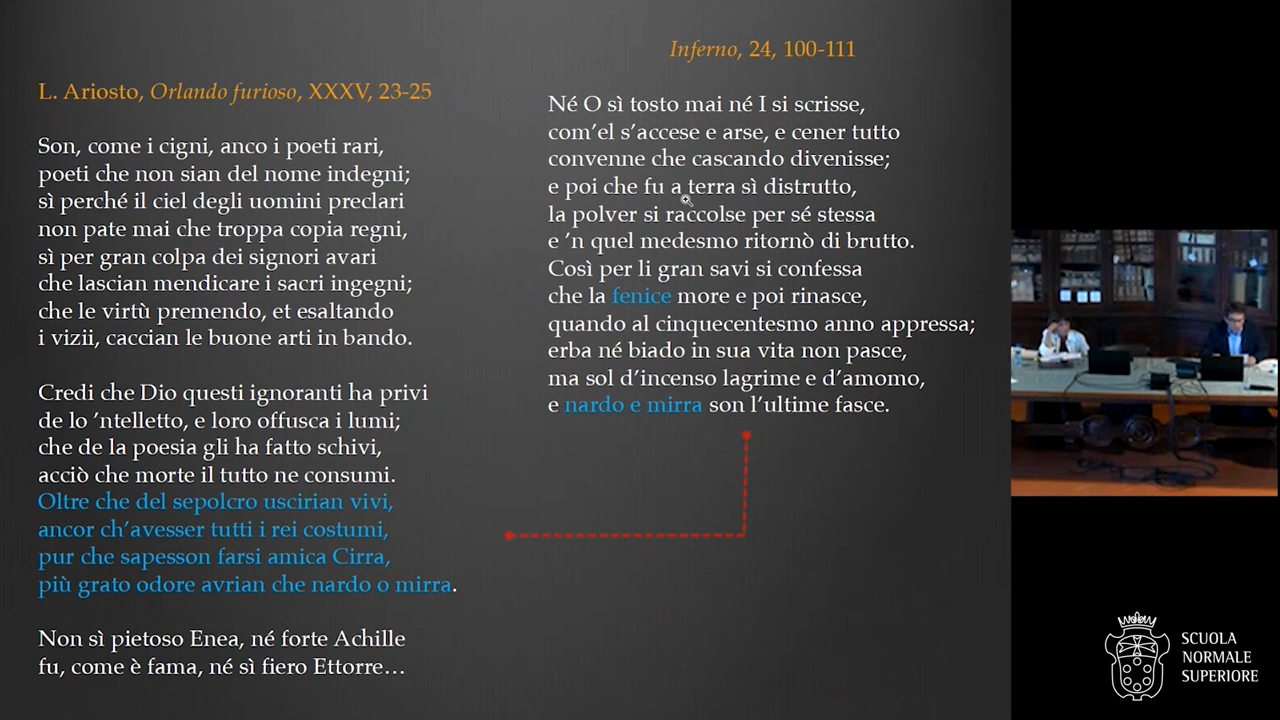 L. Ariosto, Orlando furioso, XXXV, 23-25
Son, come i cigni, anco i poeti rari,
poeti che non sian del nome indegni;
sì perché il ciel degli uomini preclari
non pate mai che troppa copia regni,
sì per gran colpa dei signori avari
che lascian mendicare i sacri ingegni;
che le virtù premendo, et esaltando
i vizii, caccian le buone arti in bando.
Credi che Dio questi ignoranti ha privi
de lo ’ntelletto, e loro offusca i lumi;
che de la poesia gli ha fatto schivi,
acciò che morte il tutto ne consumi.
Oltre che del sepolcro uscirian vivi,
ancor ch’avesser tutti i rei costumi,
pur che sapesson farsi amica Cirra,
più grato odore avrian che nardo o mirra.
Non sì pietoso Enea, né forte Achille
fu, come è fama, né sì fiero Ettorre…
Inferno, 24, 100-111
Né O sì tosto mai né I si scrisse,
com’el s’accese e arse, e cener tutto
convenne che cascando divenisse;
e poi che fu a terra sì distrutto,
la polver si raccolse per sé stessa
e ’n quel medesmo ritornò di brutto.
Così per li gran savi si confessa
che la fenice more e poi rinasce,
quando al cinquecentesmo anno appressa;
erba né biado in sua vita non pasce,
ma sol d’incenso lagrime e d’amomo,
e nardo e mirra son l’ultime fasce.
SCUOLA
NORMALE
SUPERIORE